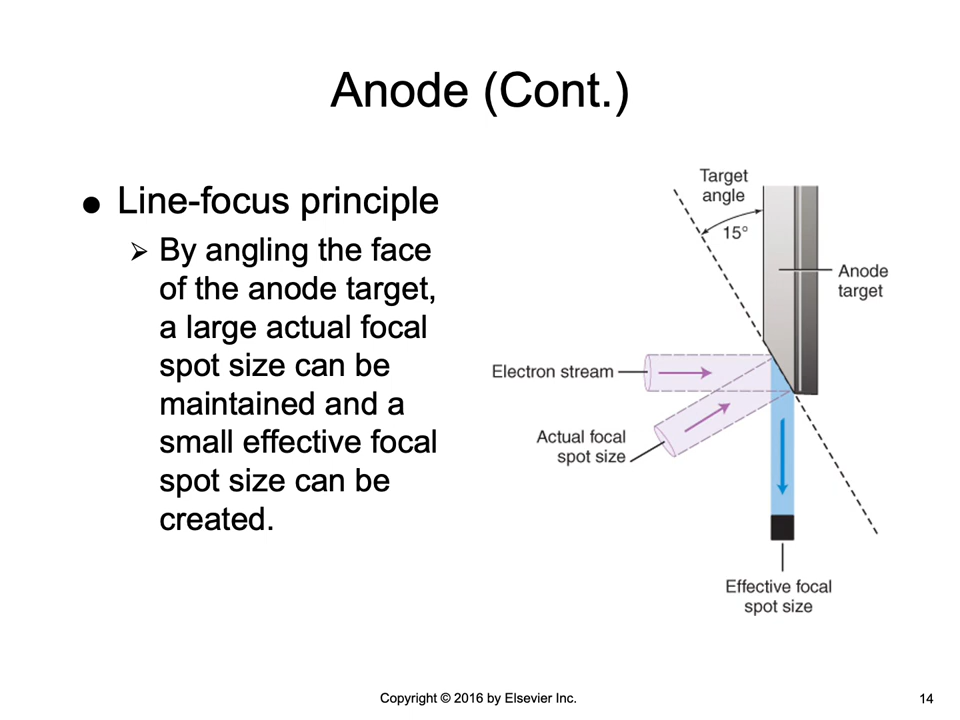 Anode (Cont.)
● Line-focus principle
➢ By angling the face
of the anode target,
a large actual focal
spot size can be
maintained and a
small effective focal
spot size can be
created.
Target
angle
15°
Anode
target
Electron stream
Actual focal
spot size
Effective focal
spot size
Copyright © 2016 by Elsevier Inc.
14